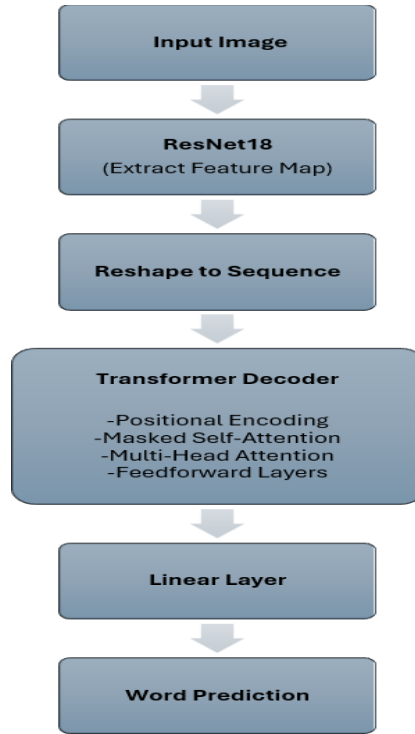 Input Image
ResNet18
(Extract Feature Map)
Reshape to Sequence
Transformer Decoder
-Positional Encoding
-Masked Self-Attention
-Multi-Head Attention
-Feedforward Layers
Linear Layer
Word Prediction